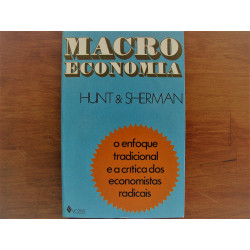 MACRO
ECONOMIA
HUNT & SHERMAN
o enfoque
tradicional
e a crítica dos
economistas
radicais
VOZES